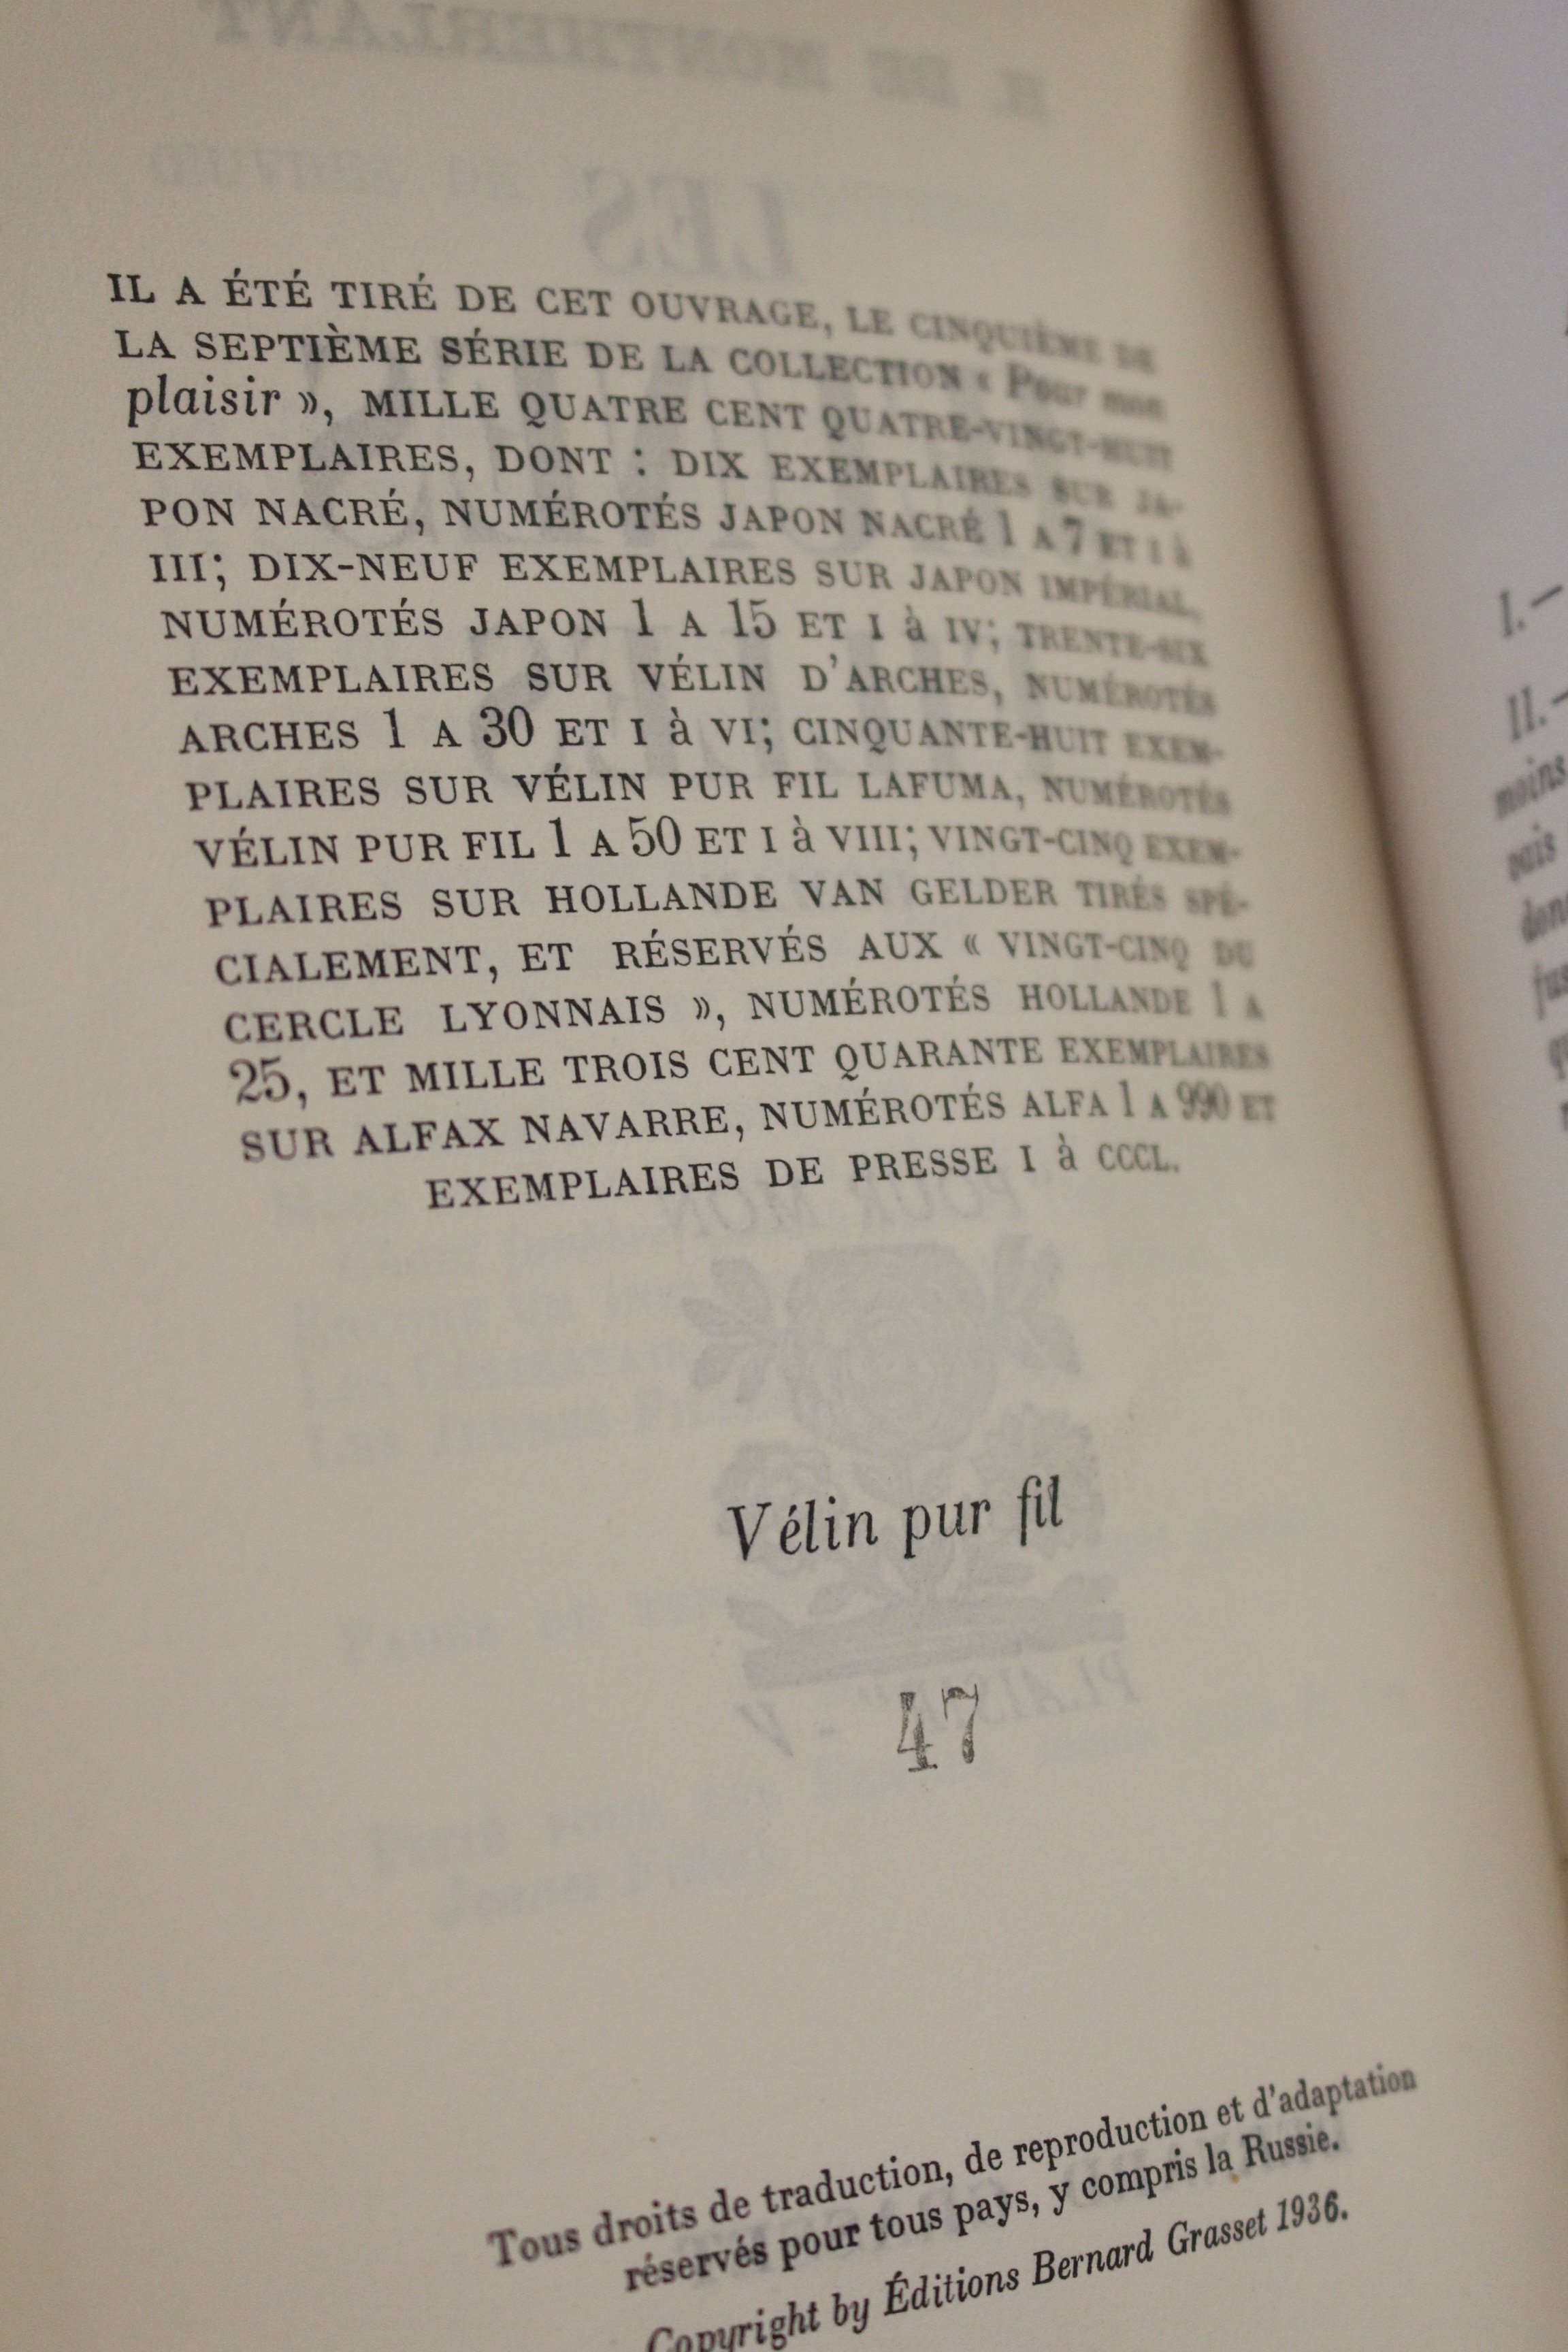 IL A ÉTÉ TIRÉ DE CET OUVRAGE, LE CINQUIÈME DE
LA SEPTIÈME SÉRIE DE LA COLLECTION « Pour mon
plaisir », MILLE QUATRE CENT QUATRE-VINGT-HUIT
EXEMPLAIRES, DONT : DIX EXEMPLAIRES SUR JA-
PON NACRÉ, NUMÉROTÉS JAPON NACRÉ 1 A 7 ET I à
III; DIX-NEUF EXEMPLAIRES SUR JAPON IMPÉRIAL,
NUMÉROTÉS JAPON 1 A 15 ET I à IV; TRENTE-SIX
EXEMPLAIRES SUR VÉLIN D'ARCHES, NUMÉROTÉS
ARCHES 1 A 30 ET I à VI; CINQUANTE-HUIT EXEM-
PLAIRES SUR VÉLIN PUR FIL LAFUMA, NUMÉROTÉS
VÉLIN PUR FIL 1 A 50 ET I à VIII; VINGT-CINQ EXEM-
PLAIRES SUR HOLLANDE VAN GELDER TIRÉS SPÉ-
CIALEMENT, ET RÉSERVÉS AUX « VINGT-CINQ DU
CERCLE LYONNAIS », NUMÉROTÉS HOLLANDE 1 A
25, ET MILLE TROIS CENT QUARANTE EXEMPLAIRES
SUR ALFAX NAVARRE, NUMÉROTÉS ALFA 1 A 990 ET
EXEMPLAIRES DE PRESSE I à CCCL.
Vélin pur fil
47
Tous droits de traduction, de reproduction et d'adaptation
réservés pour tous pays, y compris la Russie.
Copyright by Éditions Bernard Grasset 1936.
I. –
II. –
moins